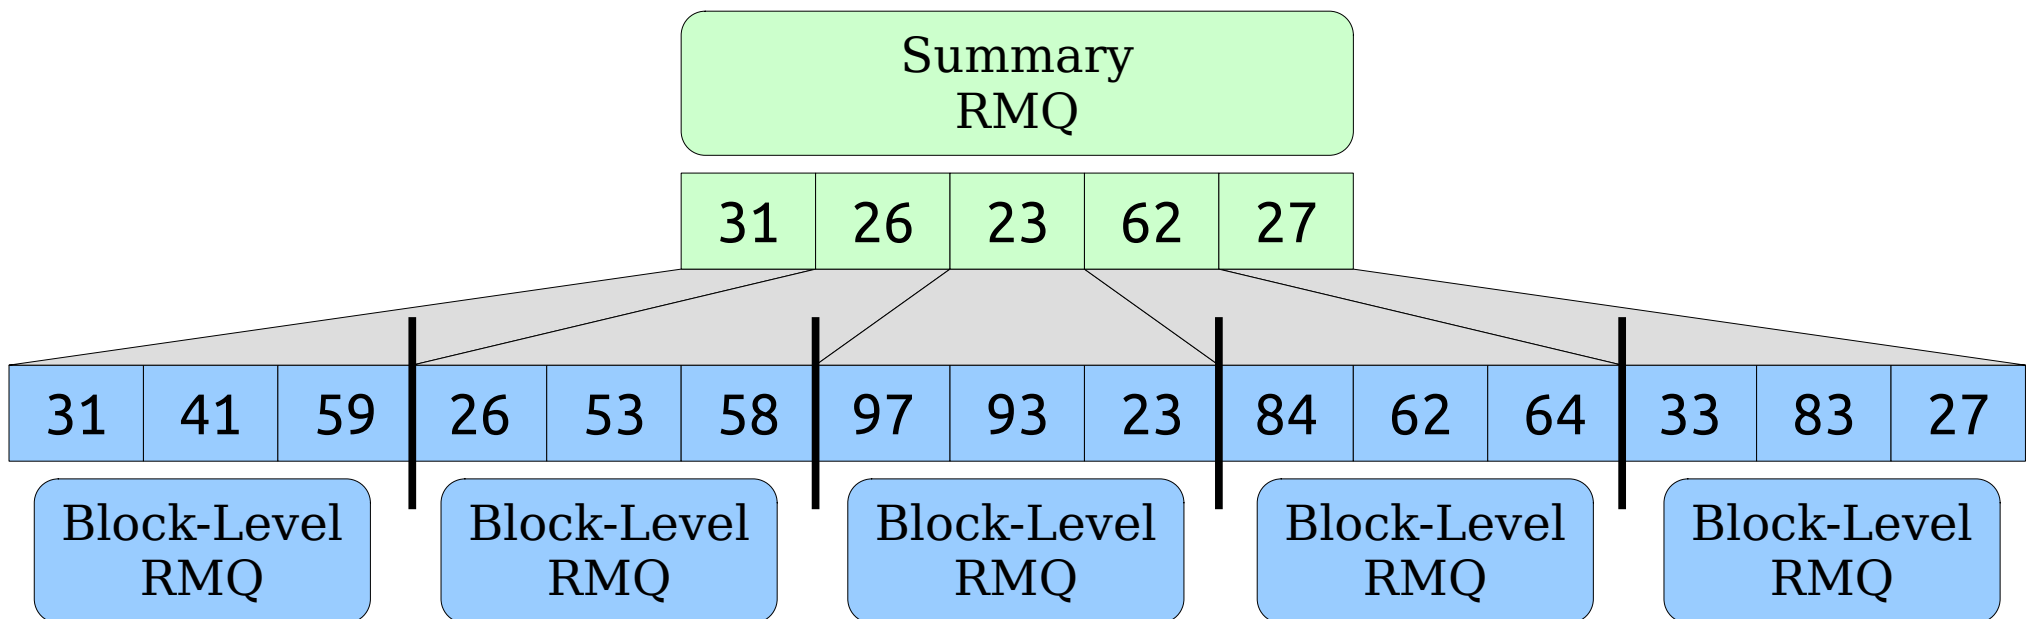 Summary
RMQ
31 26 23 62 27
31 41 59 26 53 58 97 93 23 84 62 64 33 83 27
Block-Level Block-Level Block-Level Block-Level Block-Level
RMQ RMQ RMQ RMQ RMQ